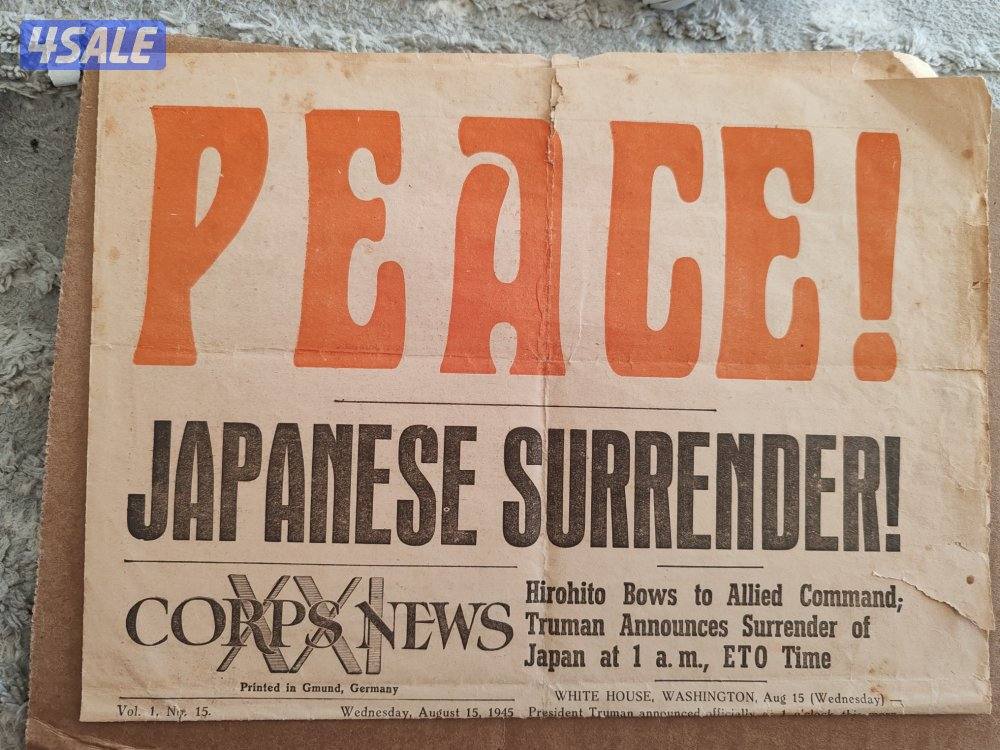 4SALE
PEACE!
JAPANESE SURRENDER!
XXI
CORPS NEWS
Printed in Gmund, Germany
Vol. 1, No. 15.
Wednesday, August 15, 1945
Hirohito Bows to Allied Command;
Truman Announces Surrender of
Japan at 1 a. m., ETO Time
WHITE HOUSE, WASHINGTON, Aug 15 (Wednesday) —
President Truman announced officially